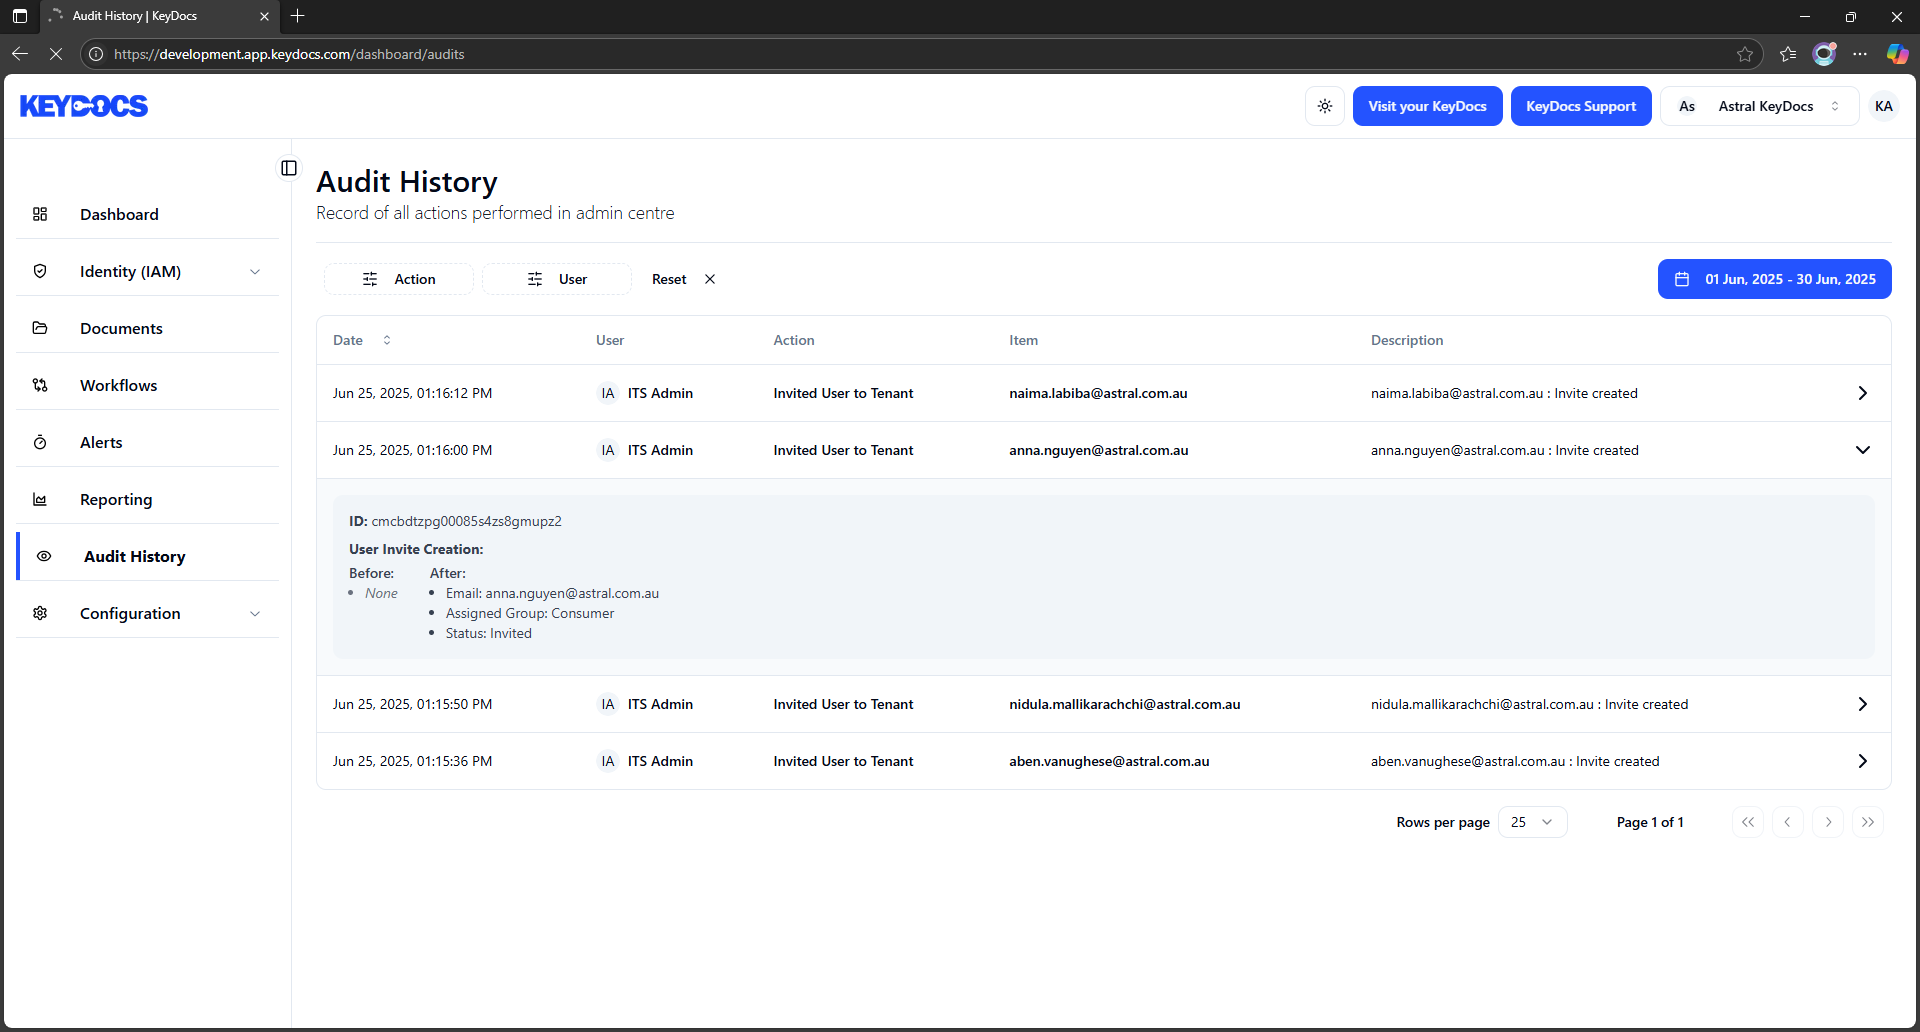 Audit History | KeyDocs
https://development.app.keydocs.com/dashboard/audits
KEYDOCS
Visit your KeyDocs
KeyDocs Support
As Astral KeyDocs
KA
Dashboard
Identity (IAM)
Documents
Workflows
Alerts
Reporting
Audit History
Configuration
Audit History
Record of all actions performed in admin centre
Action User Reset
01 Jun, 2025 - 30 Jun, 2025
Date User Action Item Description
Jun 25, 2025, 01:16:12 PM IA ITS Admin Invited User to Tenant naima.labiba@astral.com.au naima.labiba@astral.com.au : Invite created
Jun 25, 2025, 01:16:00 PM IA ITS Admin Invited User to Tenant anna.nguyen@astral.com.au anna.nguyen@astral.com.au : Invite created
ID: cmcbdtzpg00085s4zs8gmupz2
User Invite Creation:
Before: After:
• None • Email: anna.nguyen@astral.com.au
• Assigned Group: Consumer
• Status: Invited
Jun 25, 2025, 01:15:50 PM IA ITS Admin Invited User to Tenant nidula.mallikarachchi@astral.com.au nidula.mallikarachchi@astral.com.au : Invite created
Jun 25, 2025, 01:15:36 PM IA ITS Admin Invited User to Tenant aben.vanughese@astral.com.au aben.vanughese@astral.com.au : Invite created
Rows per page 25 Page 1 of 1